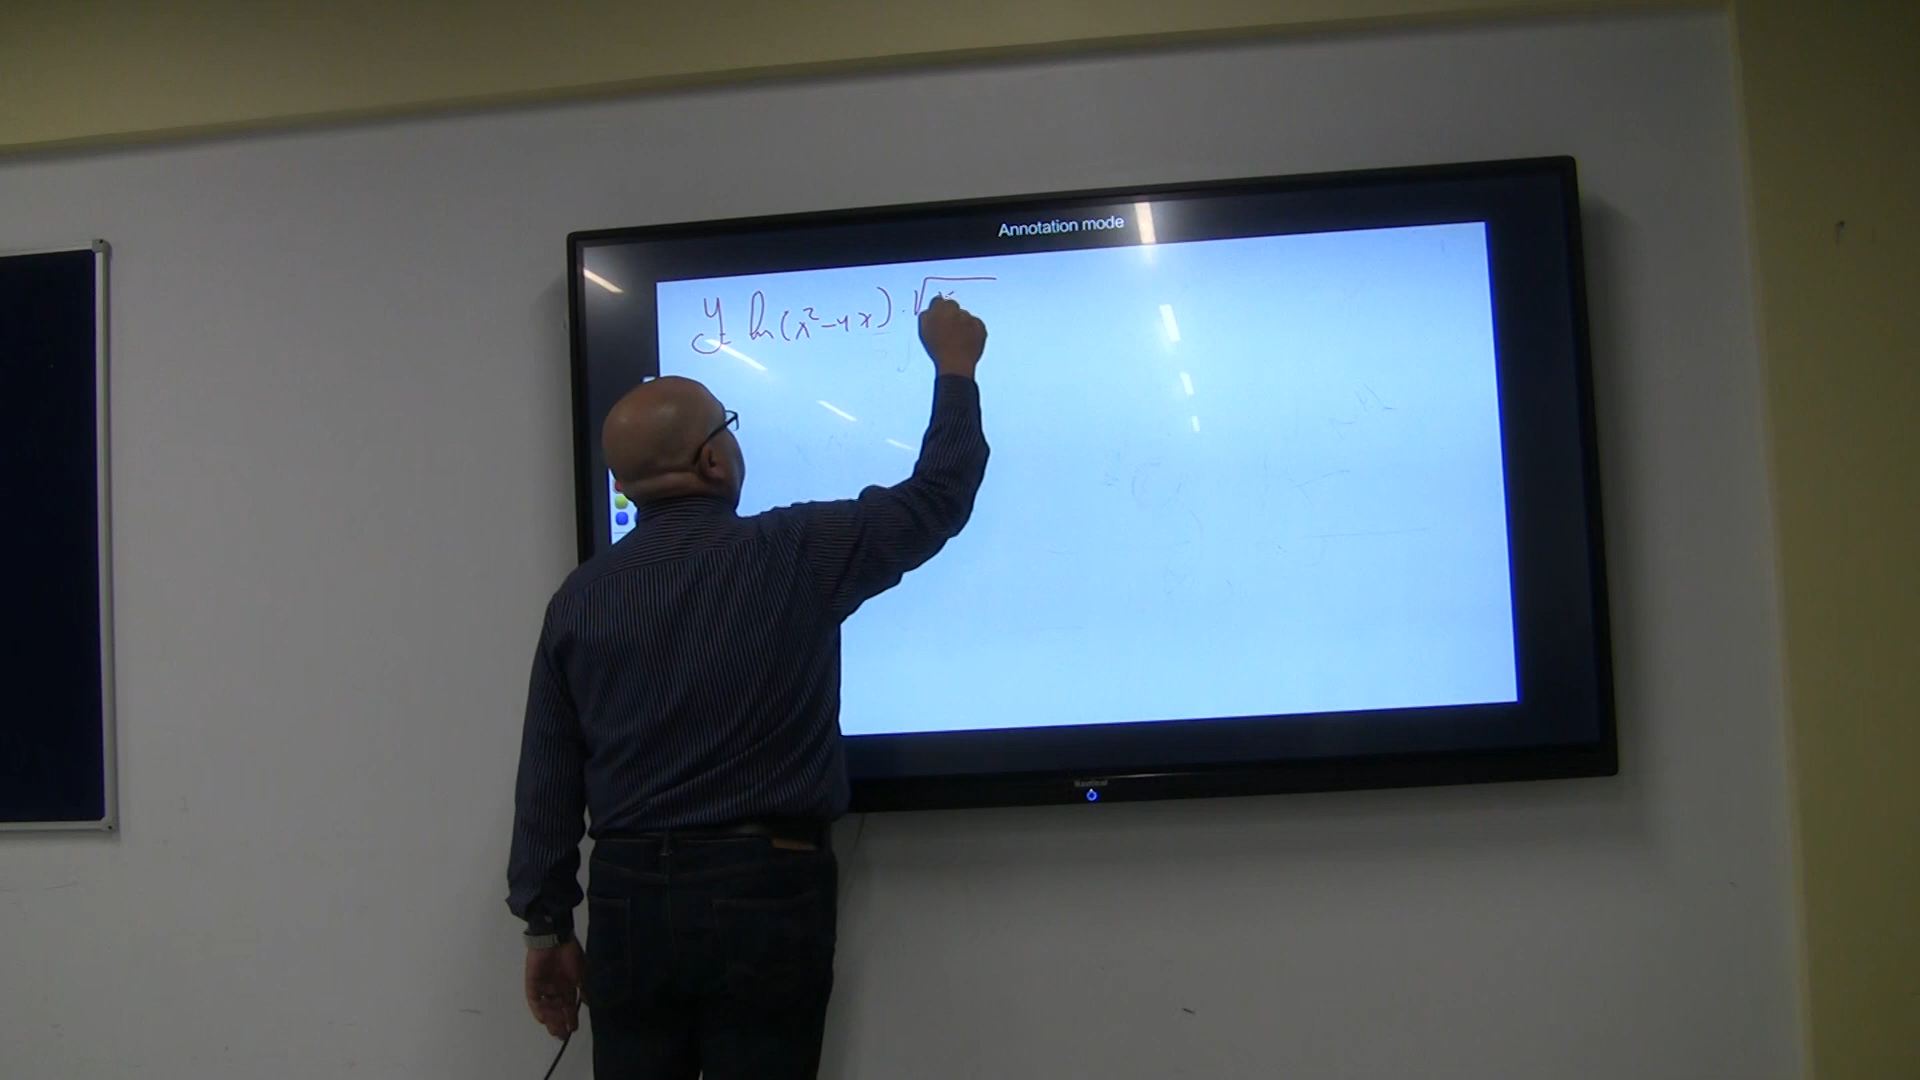 Annotation mode
y = ln(x²-4x) · √